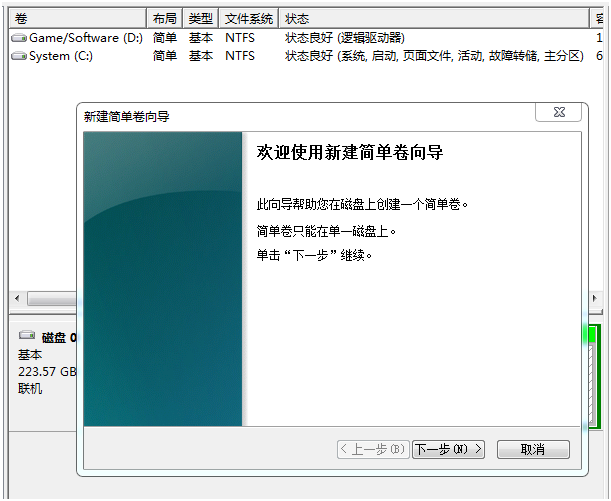 卷 布局 类型 文件系统 状态 容
Game/Software (D:) 简单 基本 NTFS 状态良好 (逻辑驱动器) 1
System (C:) 简单 基本 NTFS 状态良好 (系统, 启动, 页面文件, 活动, 故障转储, 主分区) 6
新建简单卷向导
欢迎使用新建简单卷向导
此向导帮助您在磁盘上创建一个简单卷。
简单卷只能在单一磁盘上。
单击“下一步”继续。
磁盘 0
基本
223.57 GB
联机
< 上一步(B) 下一步(N) > 取消